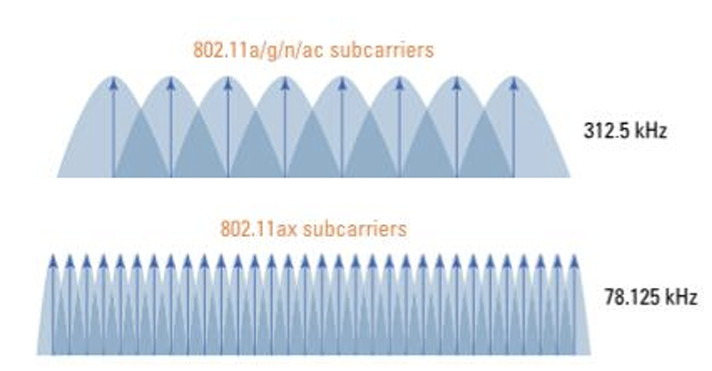 802.11a/g/n/ac subcarriers
312.5 kHz
802.11ax subcarriers
78.125 kHz